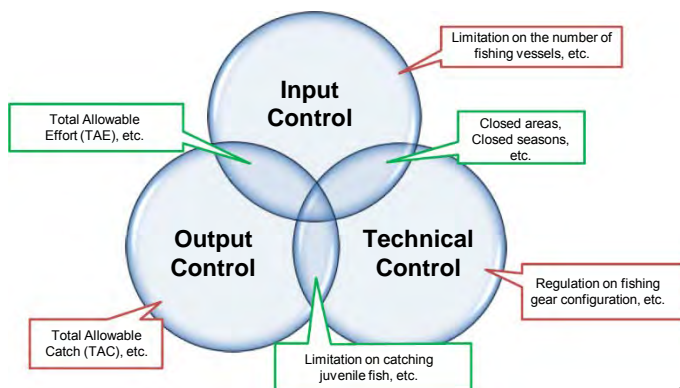 Limitation on the number of
fishing vessels, etc.
Input
Control
Total Allowable
Effort (TAE), etc.
Closed areas,
Closed seasons,
etc.
Output
Control
Technical
Control
Regulation on fishing
gear configuration, etc.
Total Allowable
Catch (TAC), etc.
Limitation on catching
juvenile fish, etc.